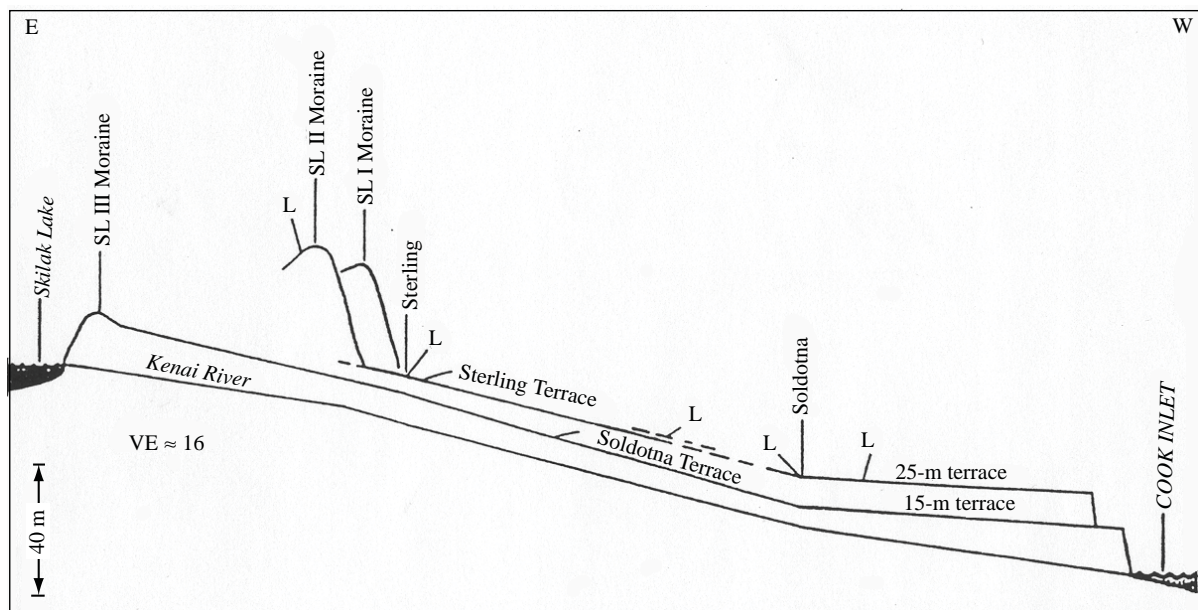 E
W
SL II Moraine
SL I Moraine
SL III Moraine
Skilak Lake
L
Sterling
L
Kenai River
Sterling Terrace
Soldotna
L
L
L
Soldotna Terrace
VE ≈ 16
25-m terrace
15-m terrace
COOK INLET
40 m